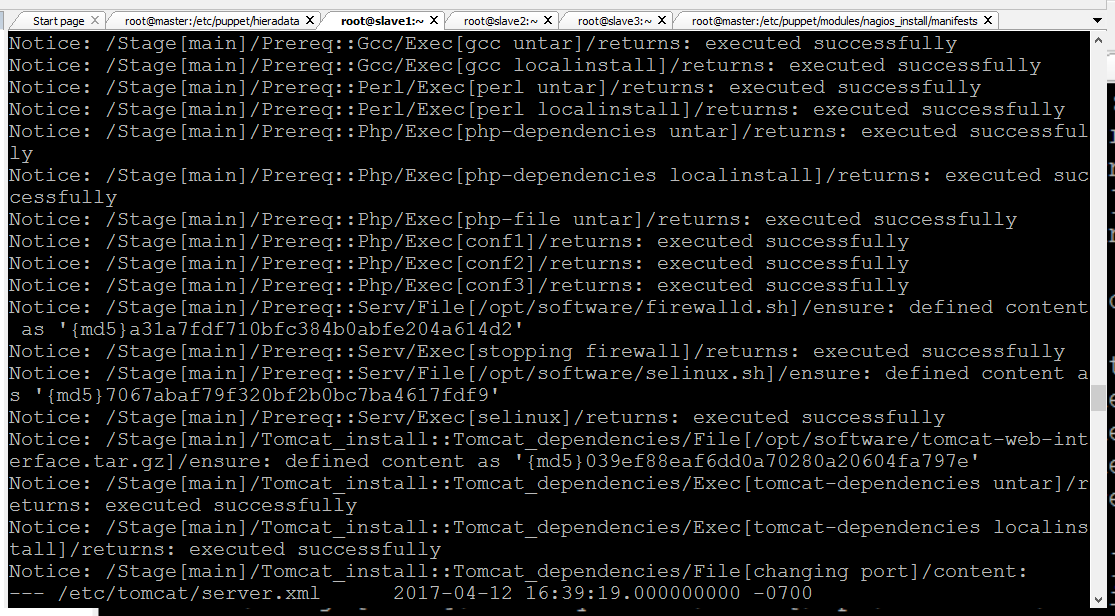 Start page
root@master:/etc/puppet/hieradata
root@slave1:~
root@slave2:~
root@slave3:~
root@master:/etc/puppet/modules/nagios_install/manifests
Notice: /Stage[main]/Prereq::Gcc/Exec[gcc untar]/returns: executed successfully
Notice: /Stage[main]/Prereq::Gcc/Exec[gcc localinstall]/returns: executed successfully
Notice: /Stage[main]/Prereq::Perl/Exec[perl untar]/returns: executed successfully
Notice: /Stage[main]/Prereq::Perl/Exec[perl localinstall]/returns: executed successfully
Notice: /Stage[main]/Prereq::Php/Exec[php-dependencies untar]/returns: executed successful
ly
Notice: /Stage[main]/Prereq::Php/Exec[php-dependencies localinstall]/returns: executed suc
cessfully
Notice: /Stage[main]/Prereq::Php/Exec[php-file untar]/returns: executed successfully
Notice: /Stage[main]/Prereq::Php/Exec[conf1]/returns: executed successfully
Notice: /Stage[main]/Prereq::Php/Exec[conf2]/returns: executed successfully
Notice: /Stage[main]/Prereq::Php/Exec[conf3]/returns: executed successfully
Notice: /Stage[main]/Prereq::Serv/File[/opt/software/firewalld.sh]/ensure: defined content
 as '{md5}a31a7fdf710bfc384b0abfe204a614d2'
Notice: /Stage[main]/Prereq::Serv/Exec[stopping firewall]/returns: executed successfully
Notice: /Stage[main]/Prereq::Serv/File[/opt/software/selinux.sh]/ensure: defined content a
s '{md5}7067abaf79f320bf2b0bc7ba4617fdf9'
Notice: /Stage[main]/Prereq::Serv/Exec[selinux]/returns: executed successfully
Notice: /Stage[main]/Tomcat_install::Tomcat_dependencies/File[/opt/software/tomcat-web-int
erface.tar.gz]/ensure: defined content as '{md5}039ef88eaf6dd0a70280a20604fa797e'
Notice: /Stage[main]/Tomcat_install::Tomcat_dependencies/Exec[tomcat-dependencies untar]/r
eturns: executed successfully
Notice: /Stage[main]/Tomcat_install::Tomcat_dependencies/Exec[tomcat-dependencies localins
tall]/returns: executed successfully
Notice: /Stage[main]/Tomcat_install::Tomcat_dependencies/File[changing port]/content:
--- /etc/tomcat/server.xml      2017-04-12 16:39:19.000000000 -0700